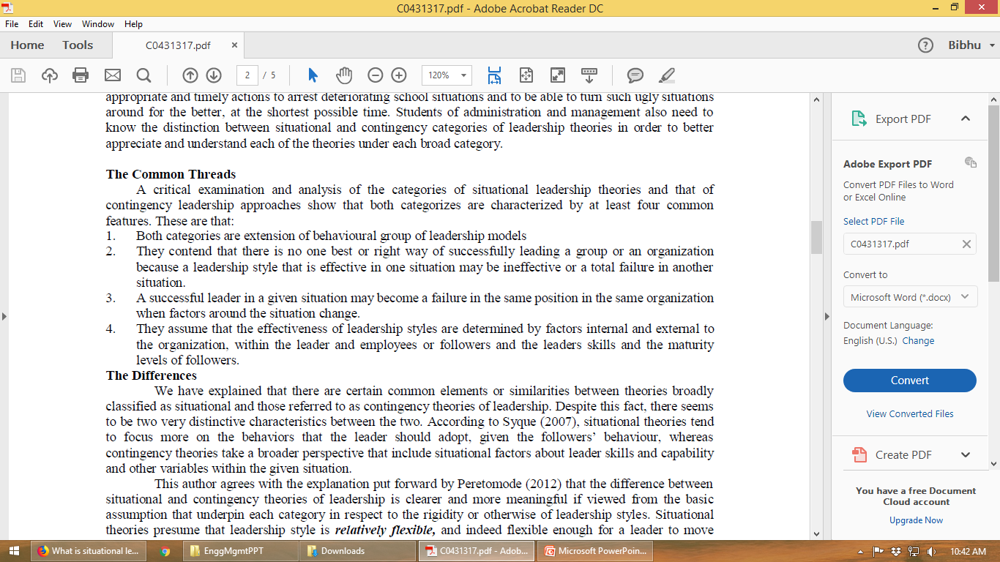 C0431317.pdf - Adobe Acrobat Reader DC
File Edit View Window Help
Home Tools C0431317.pdf × ? Bibhu
2 / 5 120%
appropriate and timely actions to arrest deteriorating school situations and to be able to turn such ugly situations
around for the better, at the shortest possible time. Students of administration and management also need to
know the distinction between situational and contingency categories of leadership theories in order to better
appreciate and understand each of the theories under each broad category.
The Common Threads
A critical examination and analysis of the categories of situational leadership theories and that of
contingency leadership approaches show that both categorizes are characterized by at least four common
features. These are that:
1. Both categories are extension of behavioural group of leadership models
2. They contend that there is no one best or right way of successfully leading a group or an organization
because a leadership style that is effective in one situation may be ineffective or a total failure in another
situation.
3. A successful leader in a given situation may become a failure in the same position in the same organization
when factors around the situation change.
4. They assume that the effectiveness of leadership styles are determined by factors internal and external to
the organization, within the leader and employees or followers and the leaders skills and the maturity
levels of followers.
The Differences
We have explained that there are certain common elements or similarities between theories broadly
classified as situational and those referred to as contingency theories of leadership. Despite this fact, there seems
to be two very distinctive characteristics between the two. According to Syque (2007), situational theories tend
to focus more on the behaviors that the leader should adopt, given the followers' behaviour, whereas
contingency theories take a broader perspective that include situational factors about leader skills and capability
and other variables within the given situation.
This author agrees with the explanation put forward by Peretomode (2012) that the difference between
situational and contingency theories of leadership is clearer and more meaningful if viewed from the basic
assumption that underpin each category in respect to the rigidity or otherwise of leadership styles. Situational
theories presume that leadership style is relatively flexible, and indeed flexible enough for a leader to move
Export PDF
Adobe Export PDF
Convert PDF Files to Word
or Excel Online
Select PDF File
C0431317.pdf
Convert to
Microsoft Word (*.docx)
Document Language:
English (U.S.) Change
Convert
View Converted Files
Create PDF
You have a free Document
Cloud account
Upgrade Now
What is situational le... EnggMgmtPPT Downloads C0431317.pdf - Adob... Microsoft PowerPoin... 10:42 AM